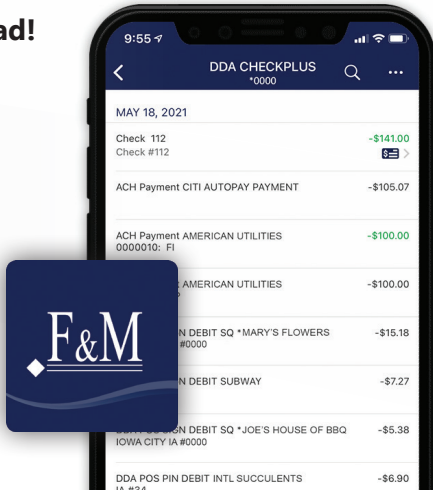 ad!
9:55
DDA CHECKPLUS
*0000
MAY 18, 2021
Check 112 -$141.00
Check #112
ACH Payment CITI AUTOPAY PAYMENT -$105.07
ACH Payment AMERICAN UTILITIES -$100.00
0000010: FI
AMERICAN UTILITIES -$100.00
F&M
N DEBIT SQ *MARY'S FLOWERS -$15.18
#0000
N DEBIT SUBWAY -$7.27
SIGN DEBIT SQ *JOE'S HOUSE OF BBQ -$5.38
IOWA CITY IA #0000
DDA POS PIN DEBIT INTL SUCCULENTS -$6.90